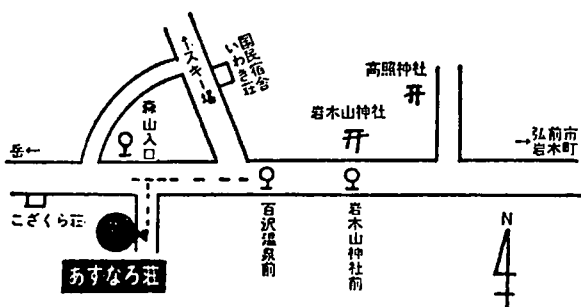 ↑スキー場
国民宿舎
いわき荘
高照神社
岩木山神社
森山入口
岳←
→弘前市
岩木町
こざくら荘
百沢温泉前
岩木山神社前
あすなろ荘
N